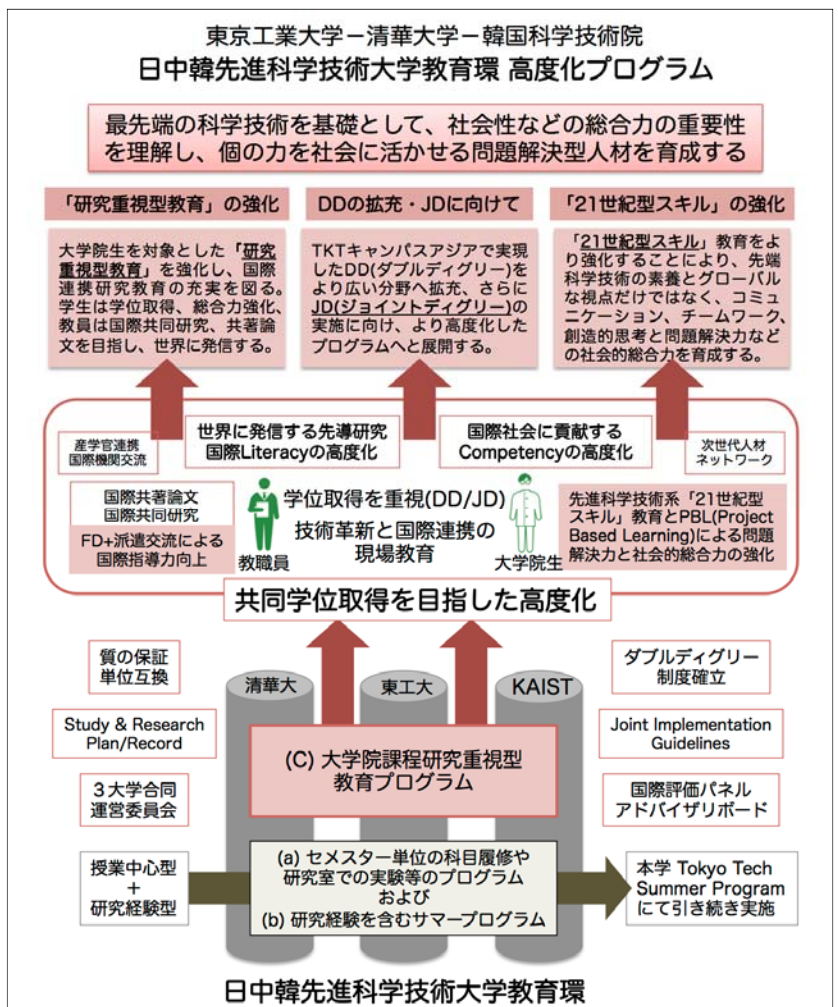 東京工業大学－清華大学－韓国科学技術院
日中韓先進科学技術大学教育環 高度化プログラム
最先端の科学技術を基礎として、社会性などの総合力の重要性
を理解し、個の力を社会に活かせる問題解決型人材を育成する
「研究重視型教育」の強化
大学院生を対象とした「研究
重視型教育」を強化し、国際
連携研究教育の充実を図る。
学生は学位取得、総合力強化、
教員は国際共同研究、共著論
文を目指し、世界に発信する。
DDの拡充・JDに向けて
TKTキャンパスアジアで実現
したDD(ダブルディグリー)を
より広い分野へ拡充、さらに
JD(ジョイントディグリー)の
実施に向け、より高度化した
プログラムへと展開する。
「21世紀型スキル」の強化
「21世紀型スキル」教育をよ
り強化することにより、先端
科学技術の素養とグローバル
な視点だけではなく、コミュ
ニケーション、チームワーク、
創造的思考と問題解決力など
の社会的総合力を育成する。
産学官連携
国際機関交流
世界に発信する先導研究
国際Literacyの高度化
国際社会に貢献する
Competencyの高度化
次世代人材
ネットワーク
国際共著論文
国際共同研究
FD+派遣交流による
国際指導力向上
教職員
学位取得を重視(DD/JD)
技術革新と国際連携の
現場教育
大学院生
先進科学技術系「21世紀型
スキル」教育とPBL(Project
Based Learning)による問題
解決力と社会的総合力の強化
共同学位取得を目指した高度化
質の保証
単位互換
Study & Research
Plan/Record
３大学合同
運営委員会
授業中心型
＋
研究経験型
清華大
東工大
KAIST
(C) 大学院課程研究重視型
教育プログラム
(a) セメスター単位の科目履修や
研究室での実験等のプログラム
および
(b) 研究経験を含むサマープログラム
ダブルディグリー
制度確立
Joint Implementation
Guidelines
国際評価パネル
アドバイザリボード
本学 Tokyo Tech
Summer Program
にて引き続き実施
日中韓先進科学技術大学教育環